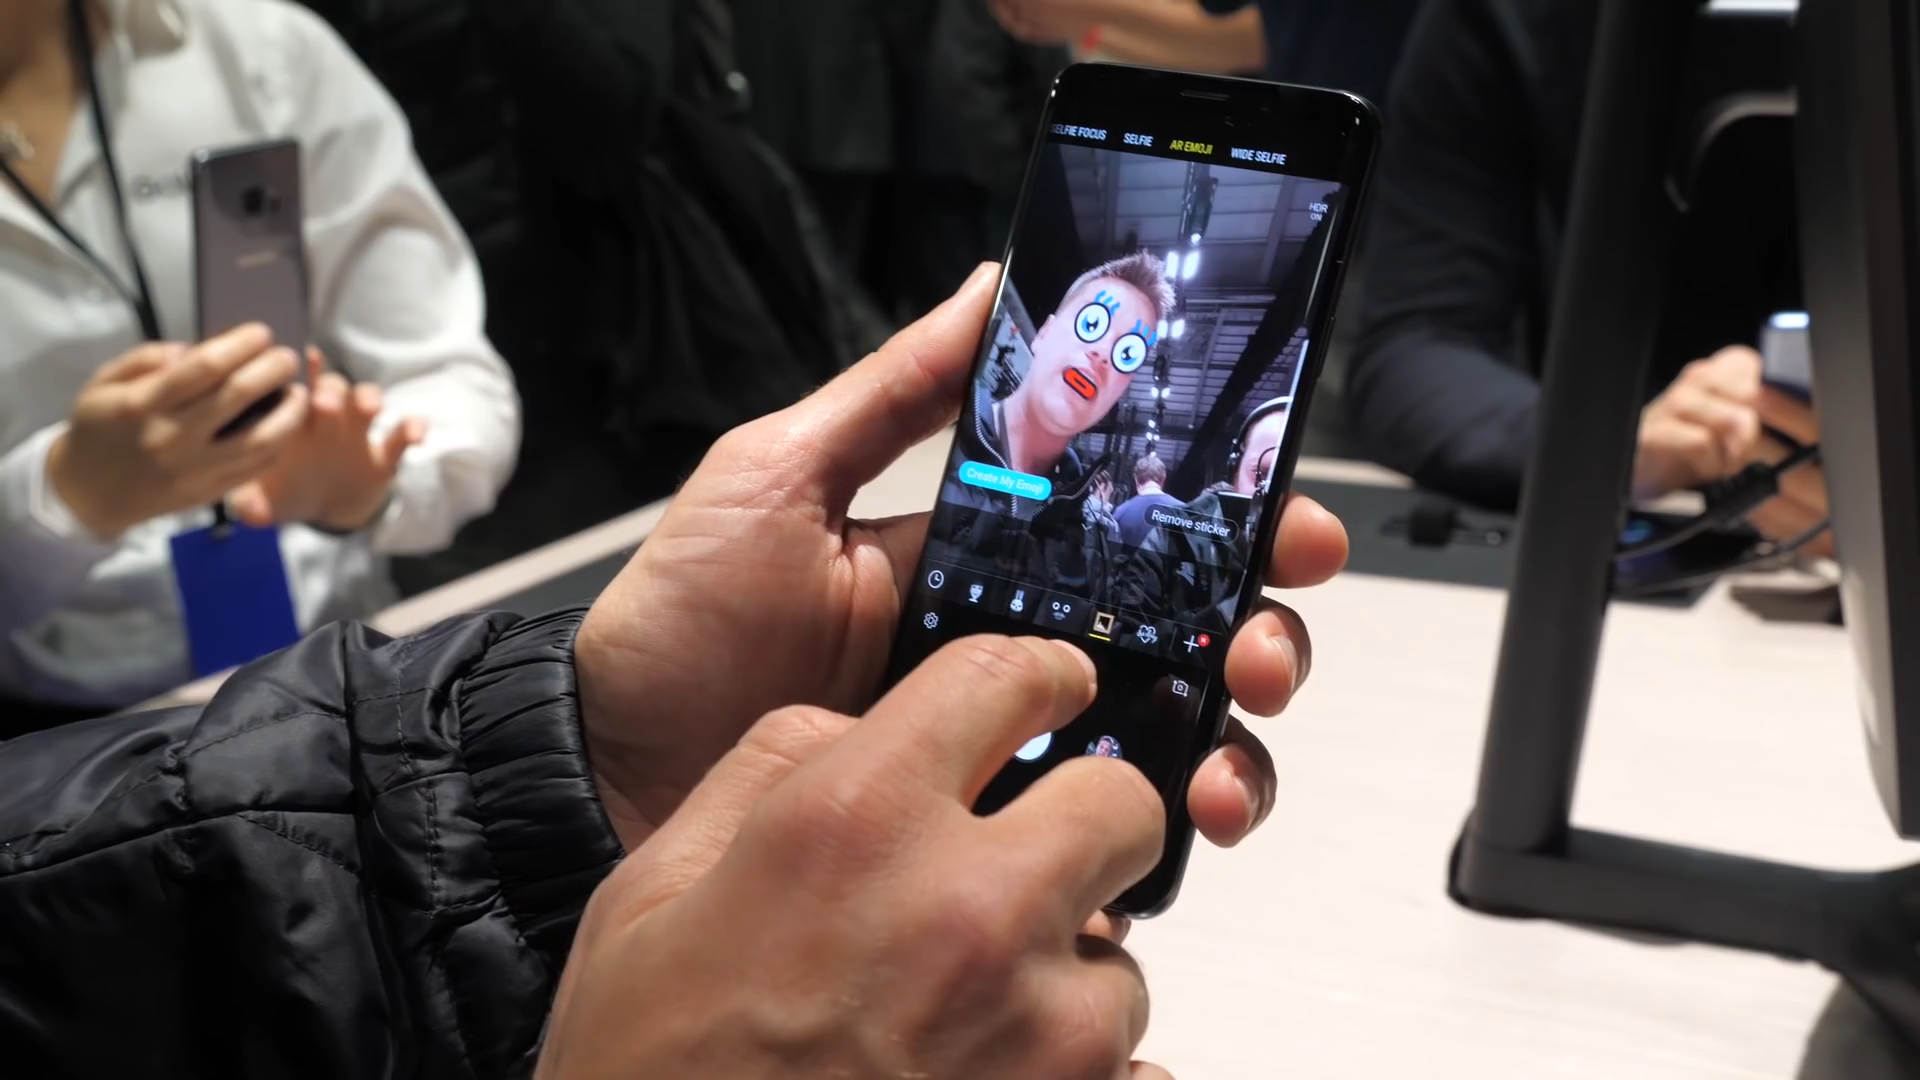 SELFIE FOCUS SELFIE AR EMOJI WIDE SELFIE
HDR
ON
Create My Emoji
Remove sticker
N